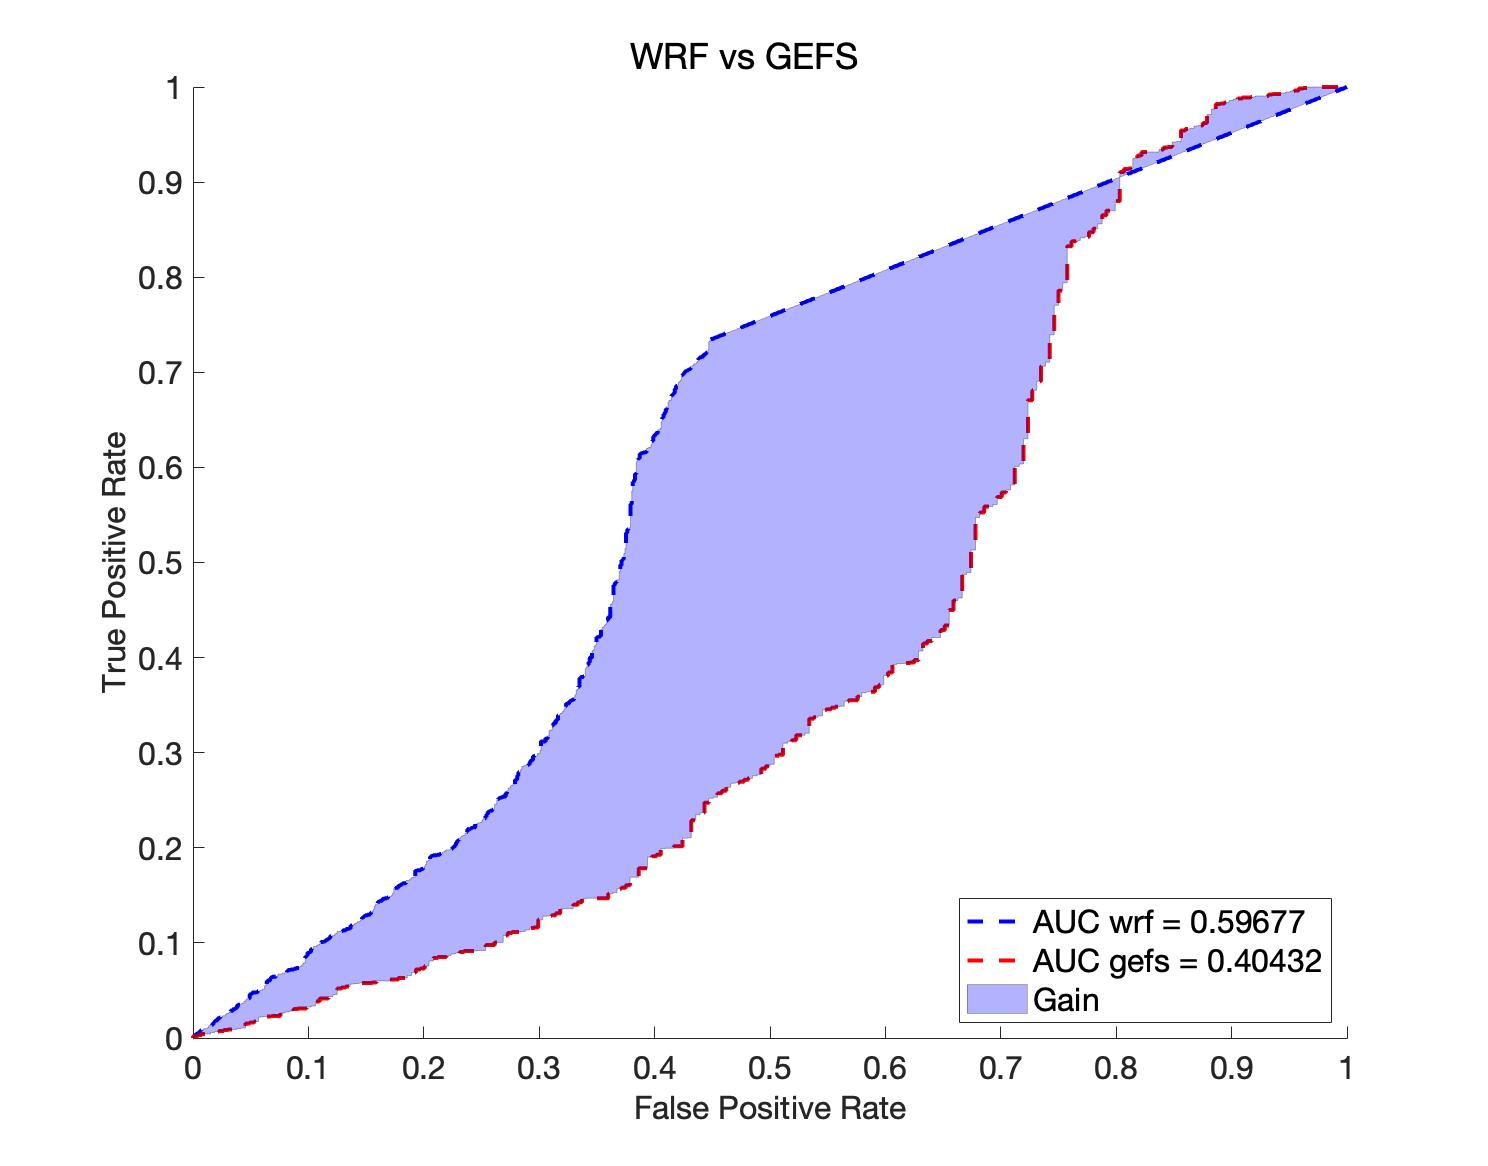 WRF vs GEFS
1
0.9
0.8
0.7
0.6
0.5
0.4
0.3
0.2
0.1
0
True Positive Rate
AUC wrf = 0.59677
AUC gefs = 0.40432
Gain
0 0.1 0.2 0.3 0.4 0.5 0.6 0.7 0.8 0.9 1
False Positive Rate